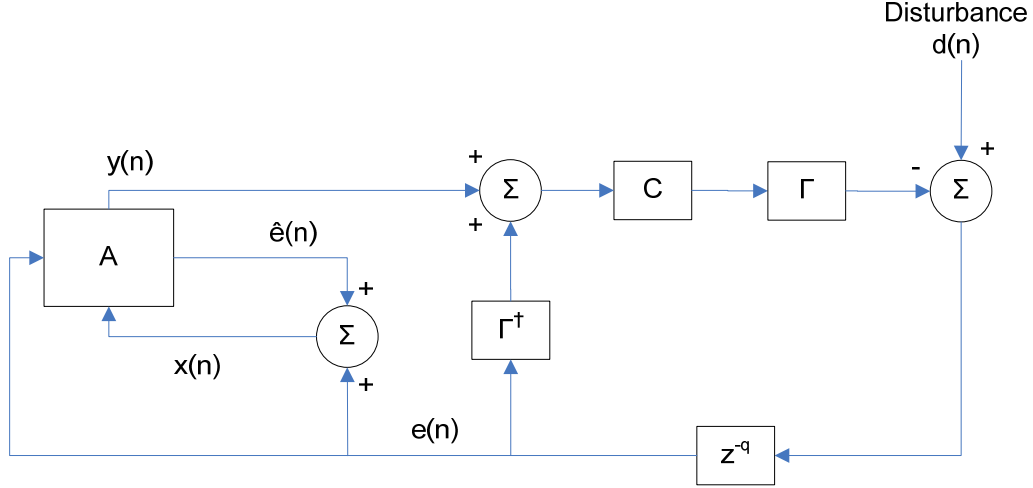 Disturbance
d(n)
+
y(n)
+
Σ
C
Γ
-
Σ
+
ê(n)
A
+
Σ
Γ†
x(n)
+
e(n)
z-q